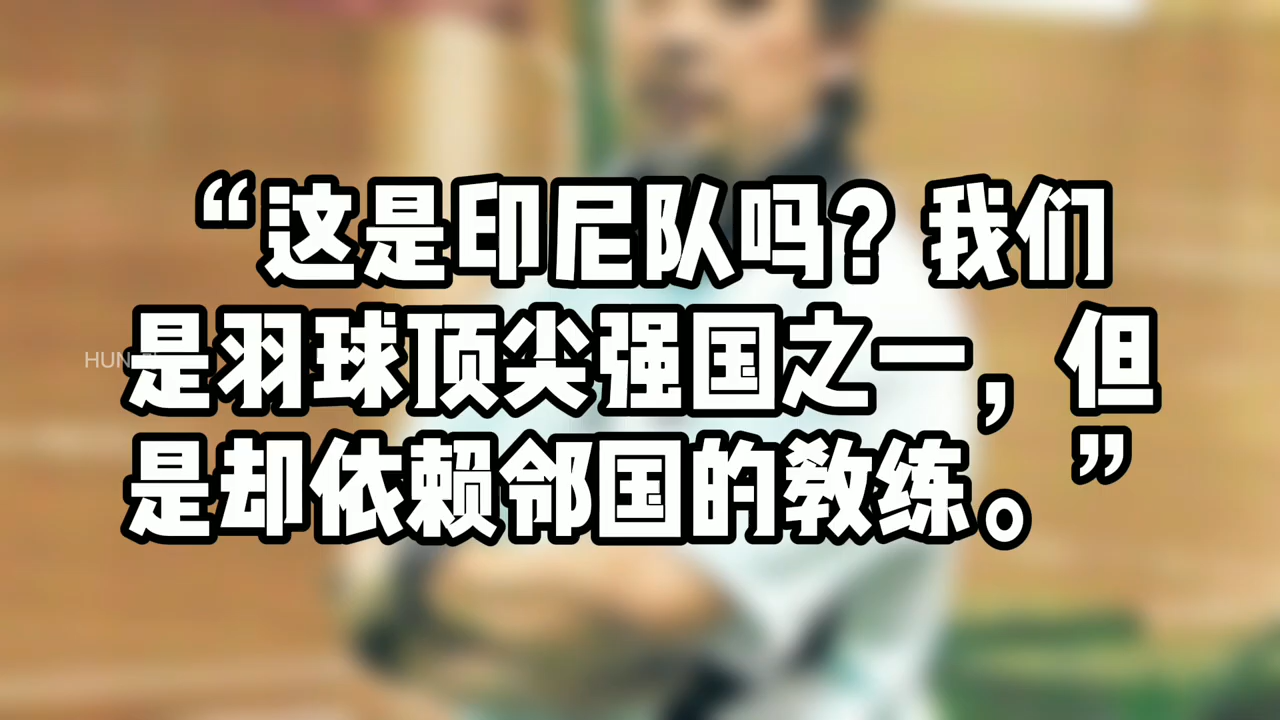 “这是印尼队吗？我们
是羽球顶尖强国之一，但
是却依赖邻国的教练。”